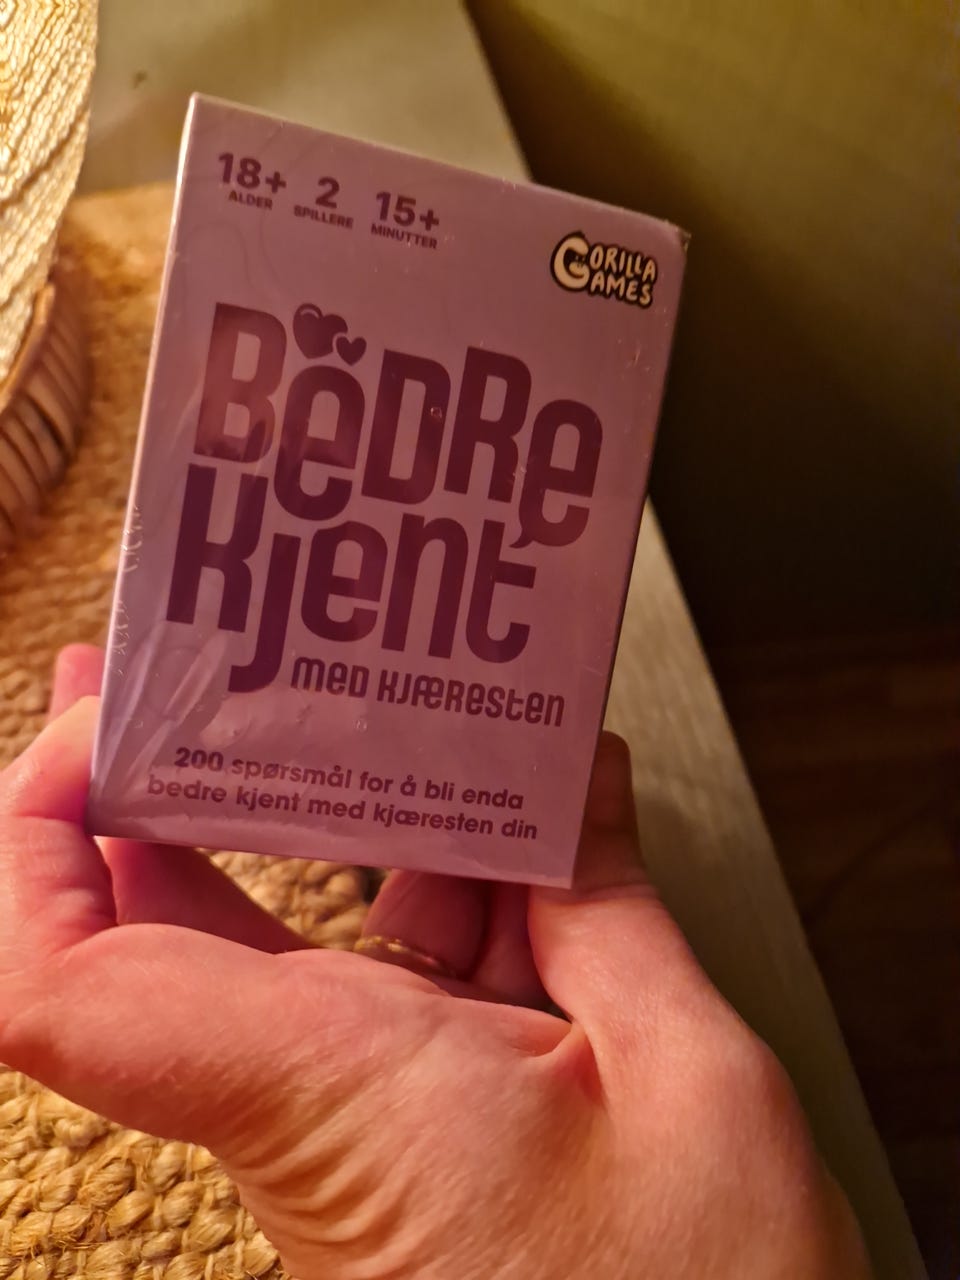 18+ 2 15+
ALDER SPILLERE MINUTTER
GORILLA
GAMES
BEDRE
KJENT
MED KJÆRESTEN
200 spørsmål for å bli enda
bedre kjent med kjæresten din